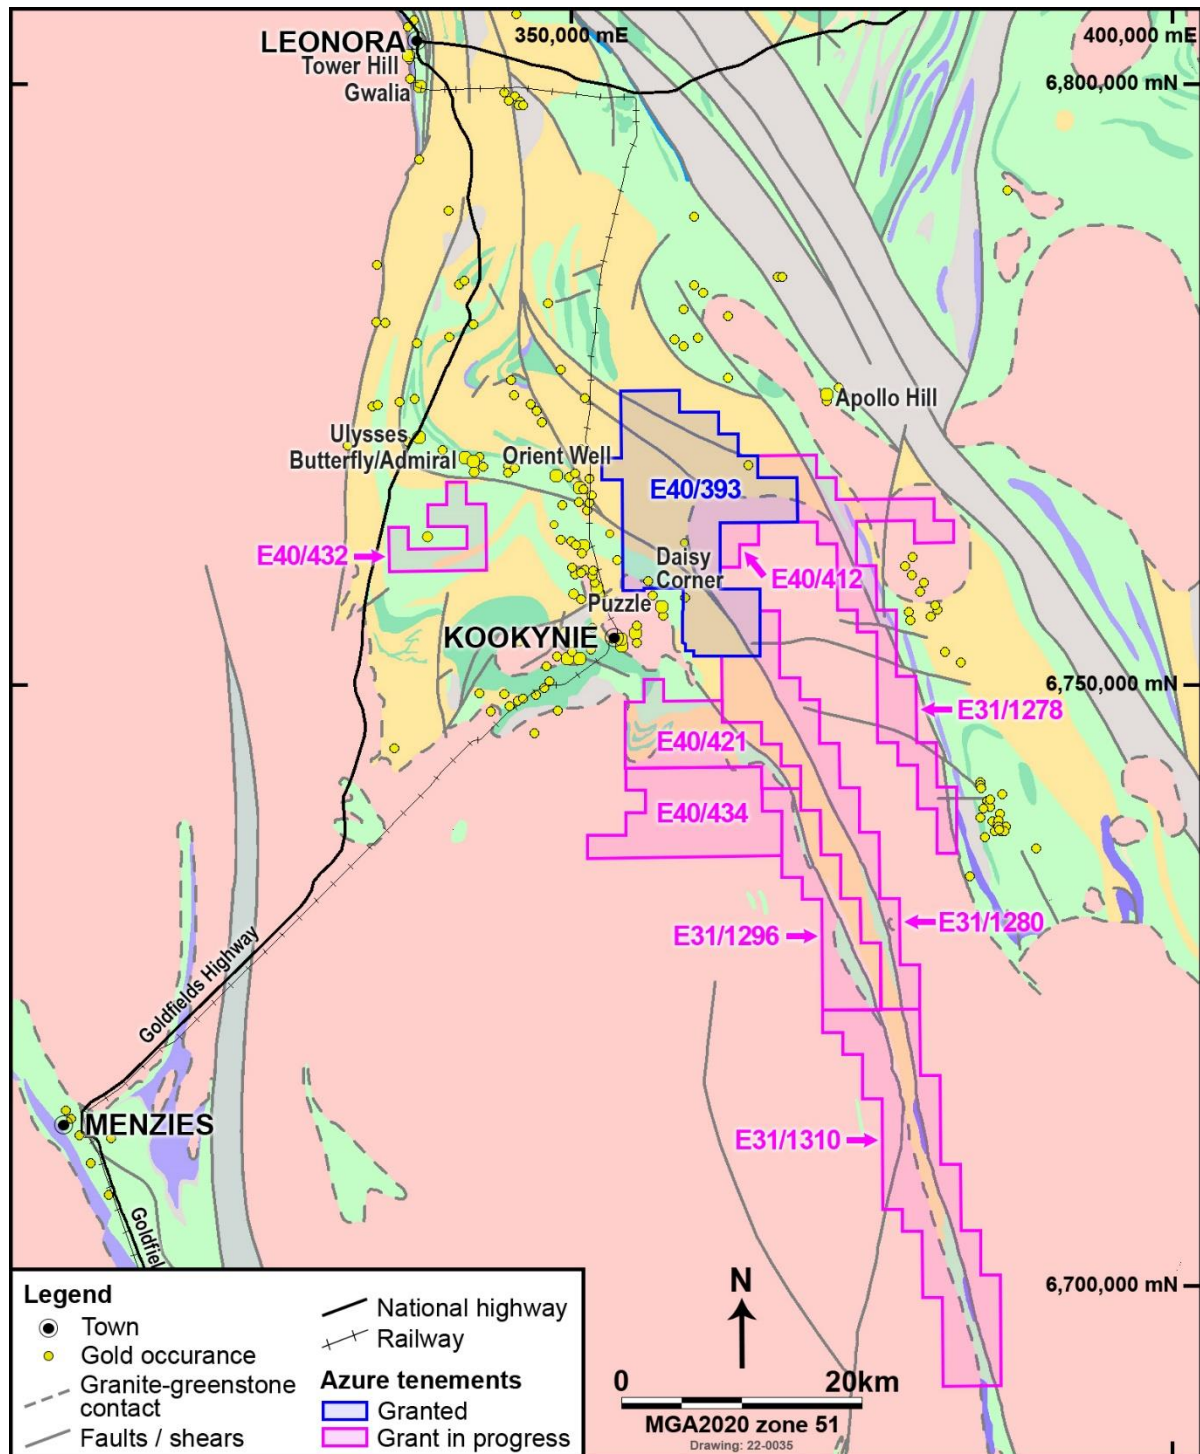 LEONORA
350,000 mE
400,000 mE
Tower Hill
Gwalia
6,800,000 mN
Apollo Hill
Ulysses
Butterfly/Admiral
Orient Well
E40/393
E40/432
Daisy
Corner
E40/412
Puzzle
KOOKYNIE
6,750,000 mN
E31/1278
E40/421
E40/434
E31/1296
E31/1280
Goldfields Highway
MENZIES
E31/1310
Goldfiel
6,700,000 mN
Legend
Town
Gold occurance
Granite-greenstone
contact
Faults / shears
National highway
Railway
Azure tenements
Granted
Grant in progress
N
0 20km
MGA2020 zone 51
Drawing: 22-0035